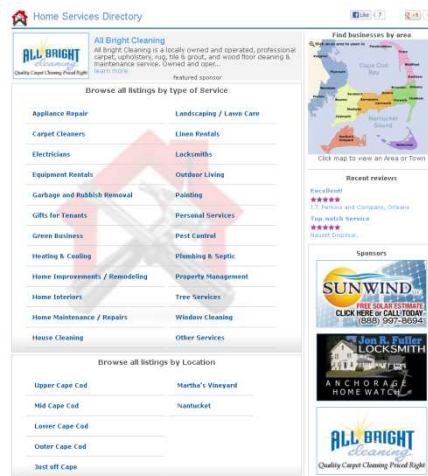 Home Services Directory
Like 7
+1
ALL BRIGHT
cleaning
Quality Carpet Cleaning Priced Right
All Bright Cleaning
All Bright Cleaning is a locally owned and operated, professional
carpet, upholstery, rug, tile & grout, and wood floor cleaning &
maintenance service. Owned and oper...
learn more
featured sponsor
Browse all listings by type of Service
Appliance Repair
Landscaping / Lawn Care
Carpet Cleaners
Linen Rentals
Electricians
Locksmiths
Equipment Rentals
Outdoor Living
Garbage and Rubbish Removal
Painting
Gifts for Tenants
Personal Services
Green Business
Pest Control
Heating & Cooling
Plumbing & Septic
Home Improvements / Remodeling
Property Management
Home Interiors
Tree Services
Home Maintenance / Repairs
Window Cleaning
House Cleaning
Other Services
Browse all listings by Location
Upper Cape Cod
Martha's Vineyard
Mid Cape Cod
Nantucket
Lower Cape Cod
Outer Cape Cod
Just off Cape
Find businesses by area
Cape Cod
Bay
Nantucket
Sound
Click map to view an Area or Town
Recent reviews
Excellent!
J.T. Perkins and Company, Orleans
Top-notch Service
Nauset Disposal,
Sponsors
SUNWIND
FREE SOLAR ESTIMATE
CLICK HERE or CALL TODAY
(888) 997-8694
Jon R. Fuller
LOCKSMITH
ANCHORAGE
HOME WATCH
ALL BRIGHT
cleaning
Quality Carpet Cleaning Priced Right